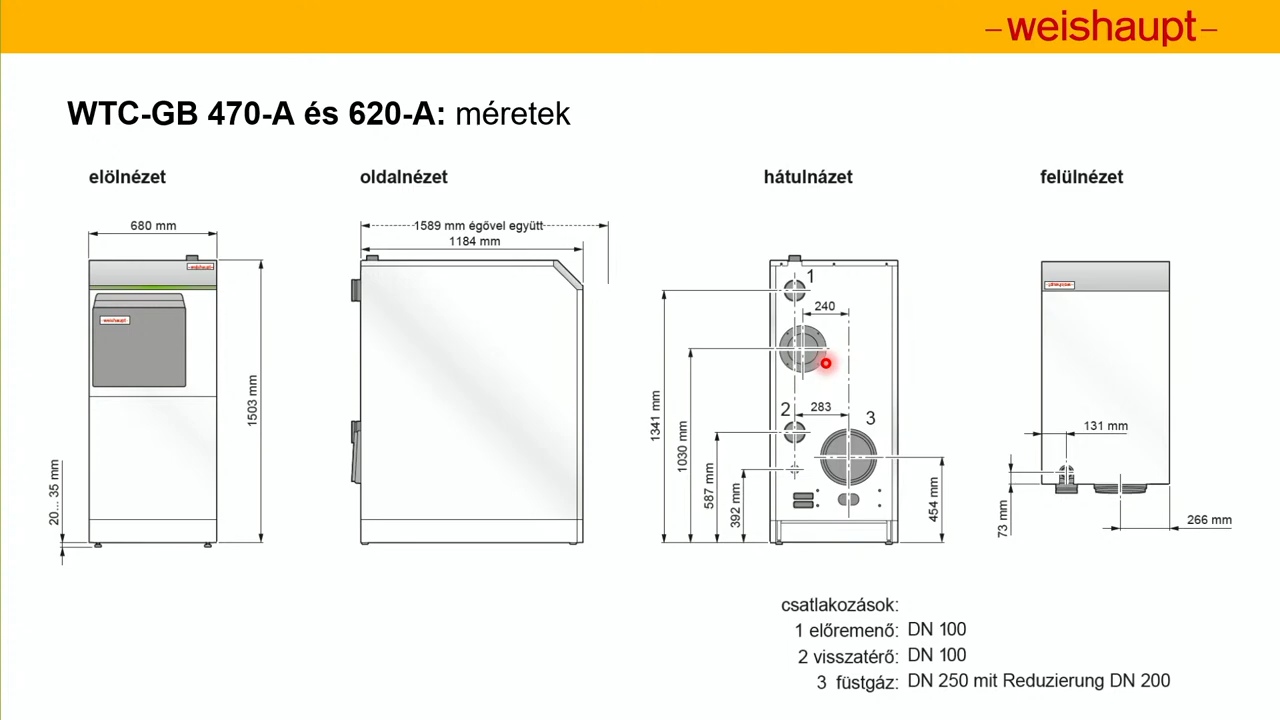 –weishaupt–
WTC-GB 470-A és 620-A: méretek
elölnézet
oldalnézet
hátulnázet
felülnézet
680 mm
–weishaupt–
–weishaupt–
1503 mm
20... 35 mm
1589 mm égővel együtt
1184 mm
1
240
2
283
3
1341 mm
1030 mm
587 mm
392 mm
454 mm
131 mm
73 mm
266 mm
csatlakozások:
1 előremenő: DN 100
2 visszatérő: DN 100
3 füstgáz: DN 250 mit Reduzierung DN 200